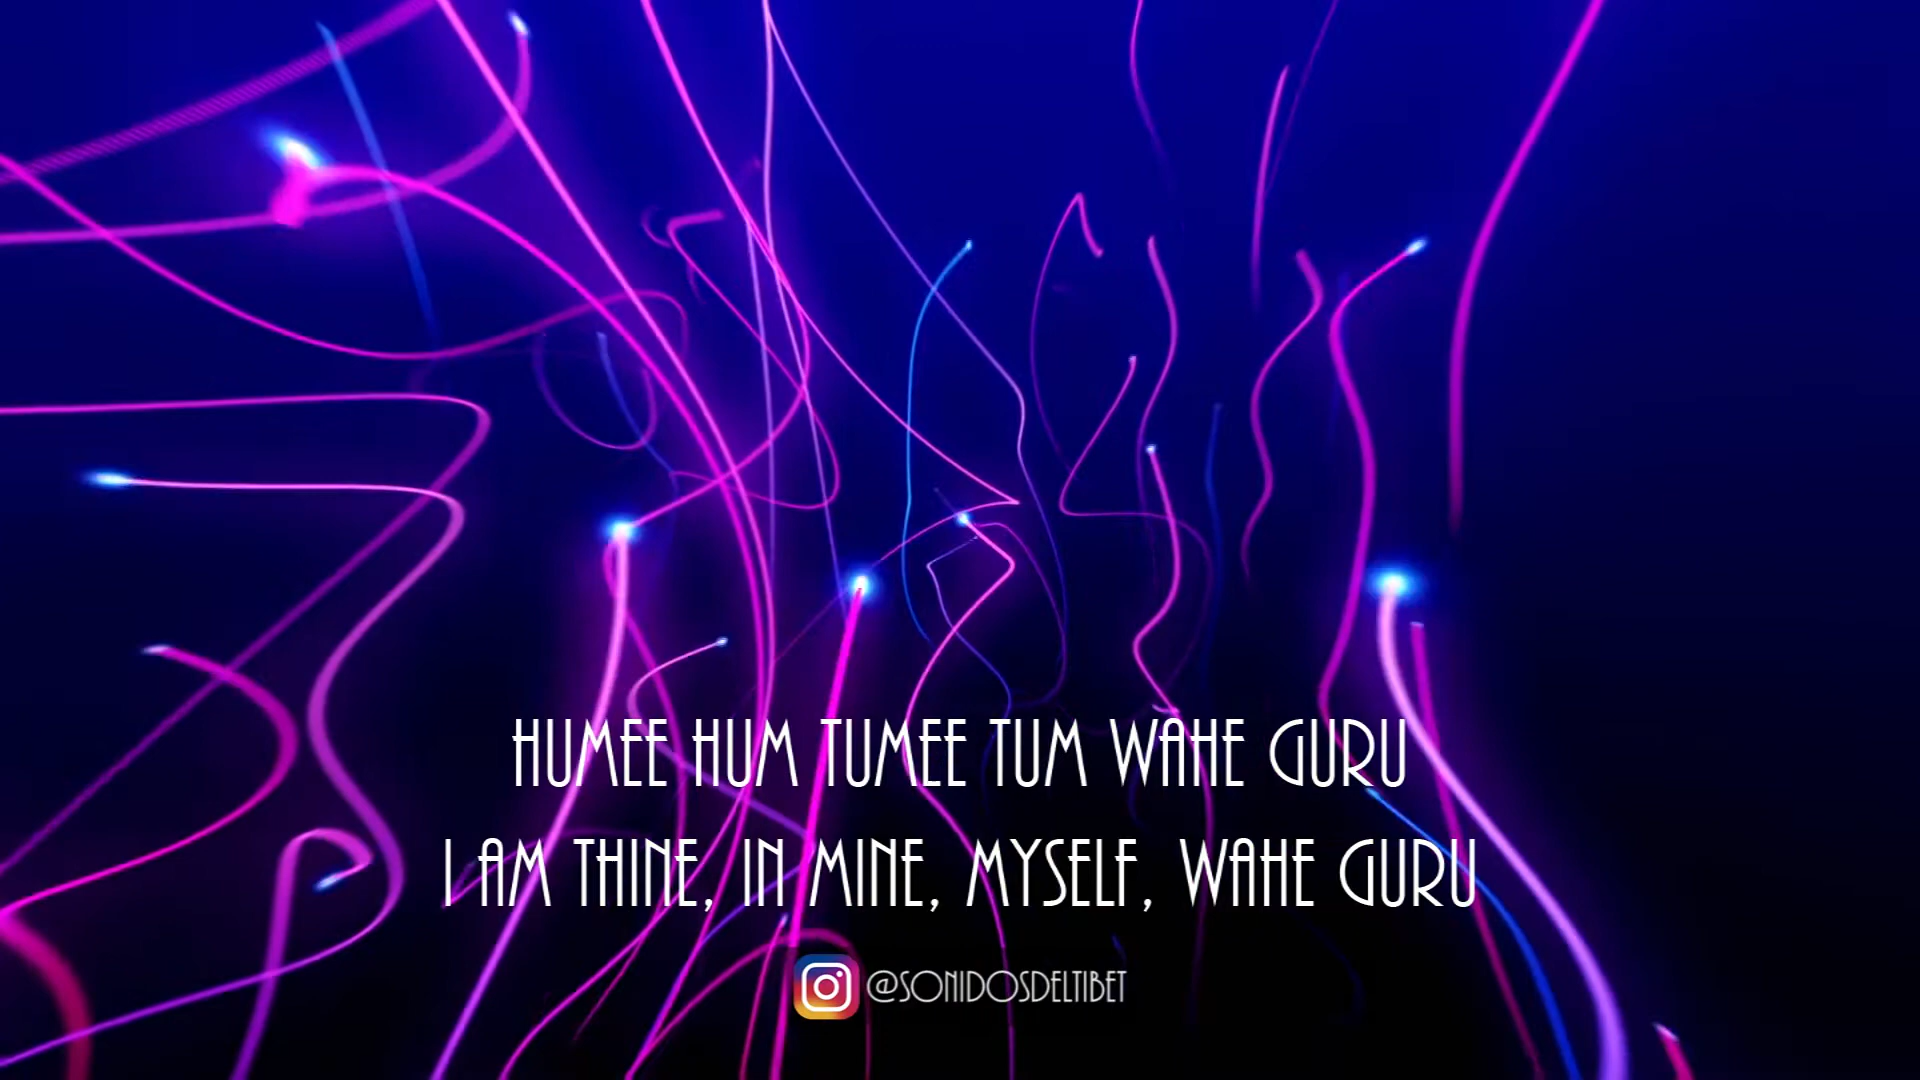 HUMEE HUM TUMEE TUM WAHE GURU
I AM THINE, IN MINE, MYSELF, WAHE GURU
@SONIDOSDELTIBET